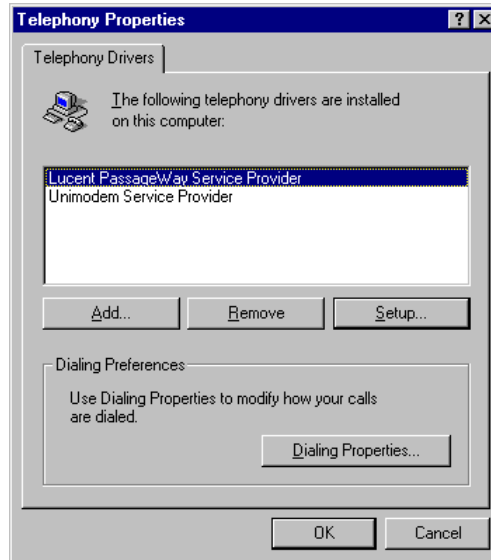 Telephony Properties
Telephony Drivers
The following telephony drivers are installed
on this computer:
Lucent PassageWay Service Provider
Unimodem Service Provider
Add... Remove Setup...
Dialing Preferences
Use Dialing Properties to modify how your calls
are dialed.
Dialing Properties...
OK Cancel